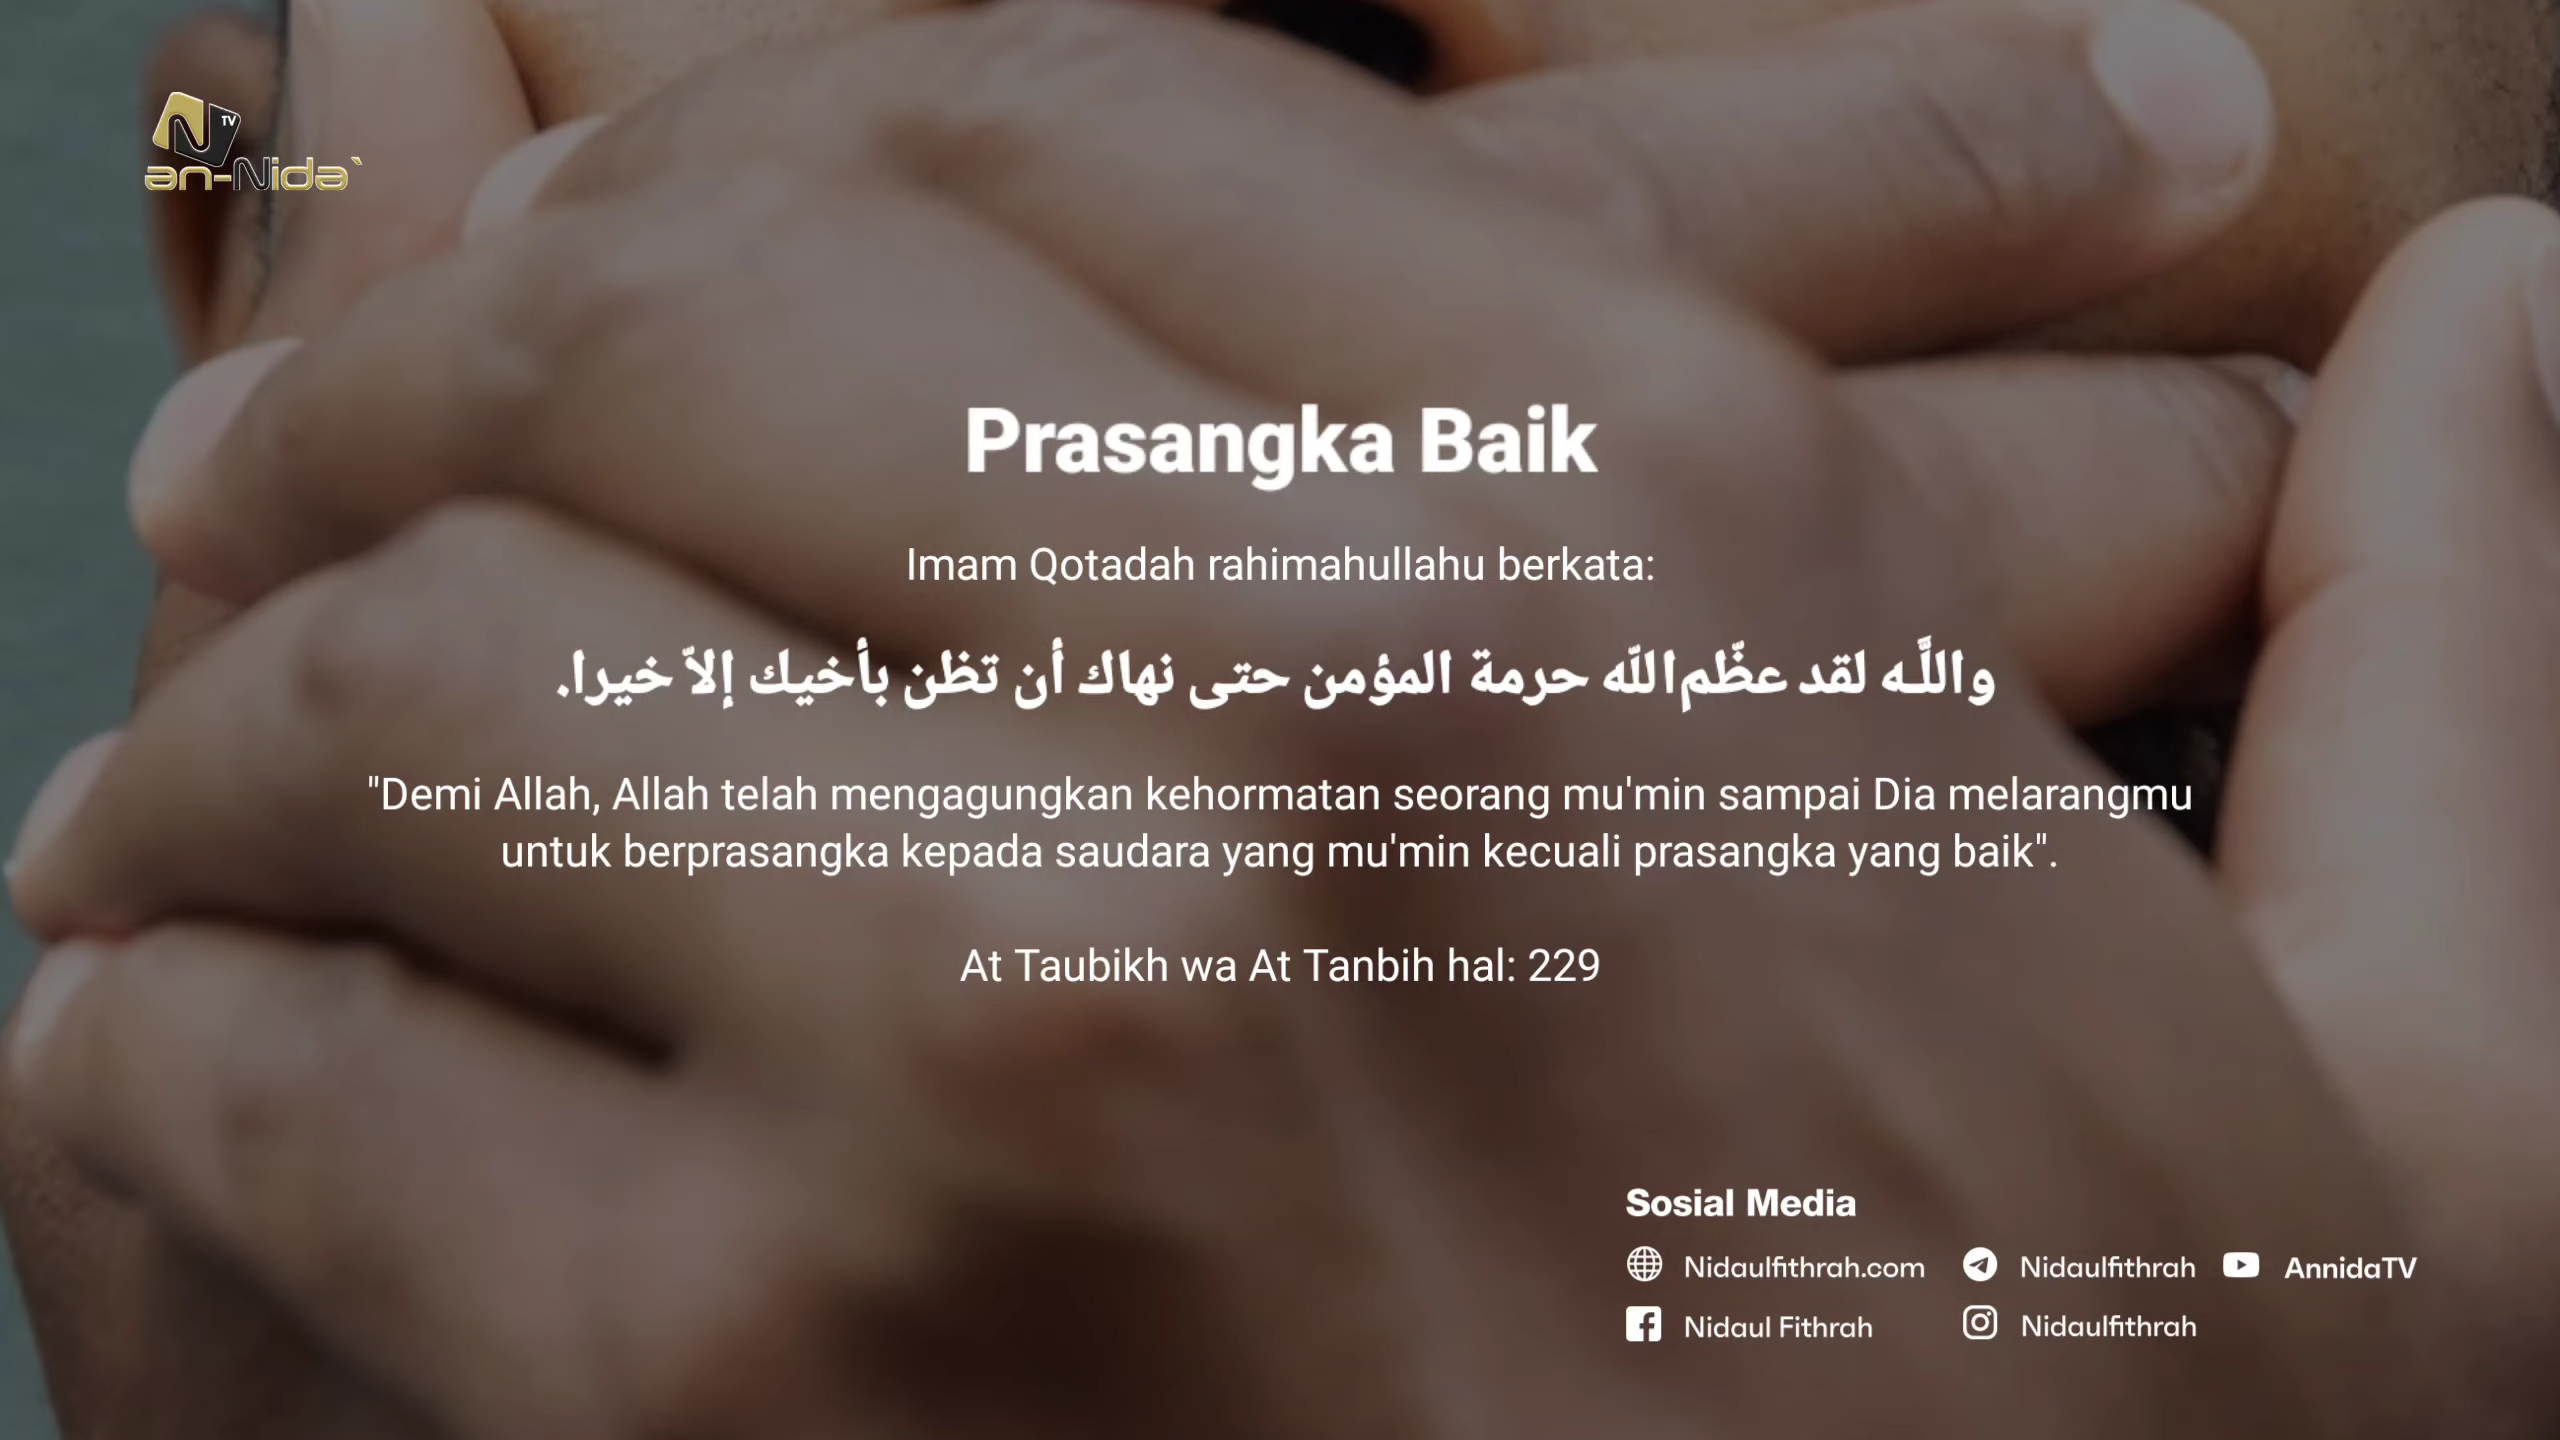 N TV
an-Nida`
Prasangka Baik
Imam Qotadah rahimahullahu berkata:
واللَّـه لقد عظّم اللّه حرمة المؤمن حتى نهاك أن تظن بأخيك إلاّ خيرا.
"Demi Allah, Allah telah mengagungkan kehormatan seorang mu'min sampai Dia melarangmu
untuk berprasangka kepada saudara yang mu'min kecuali prasangka yang baik".
At Taubikh wa At Tanbih hal: 229
Sosial Media
Nidaulfithrah.com Nidaulfithrah AnnidaTV
Nidaul Fithrah Nidaulfithrah